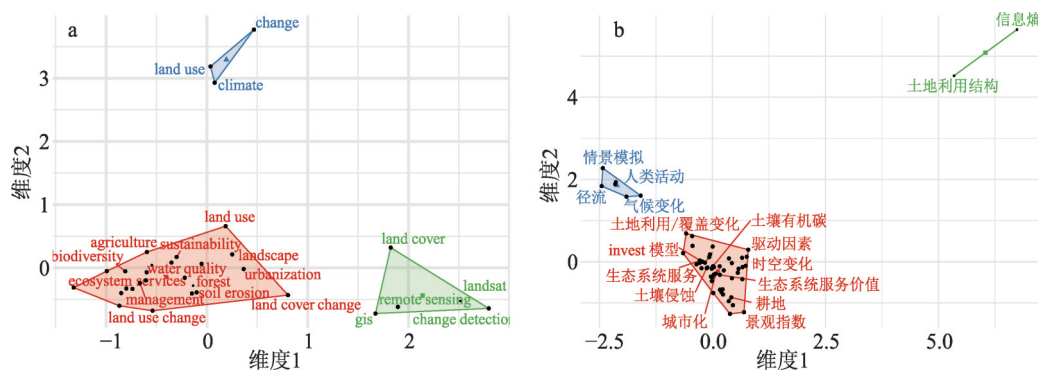 a
change
land use
climate
3
2
1
0
维度2
land use
agriculture
sustainability
biodiversity
landscape
water quality
urbanization
ecosystem services
forest
soil erosion
management
land cover change
land use change
land cover
landsat
remote sensing
gis
change detection
−1
0
1
2
维度1
b
信息熵
土地利用结构
4
2
0
维度2
情景模拟
人类活动
径流
气候变化
土地利用/覆盖变化
土壤有机碳
invest 模型
驱动因素
时空变化
生态系统服务
生态系统服务价值
土壤侵蚀
耕地
城市化
景观指数
−2.5
0.0
2.5
5.0
维度1